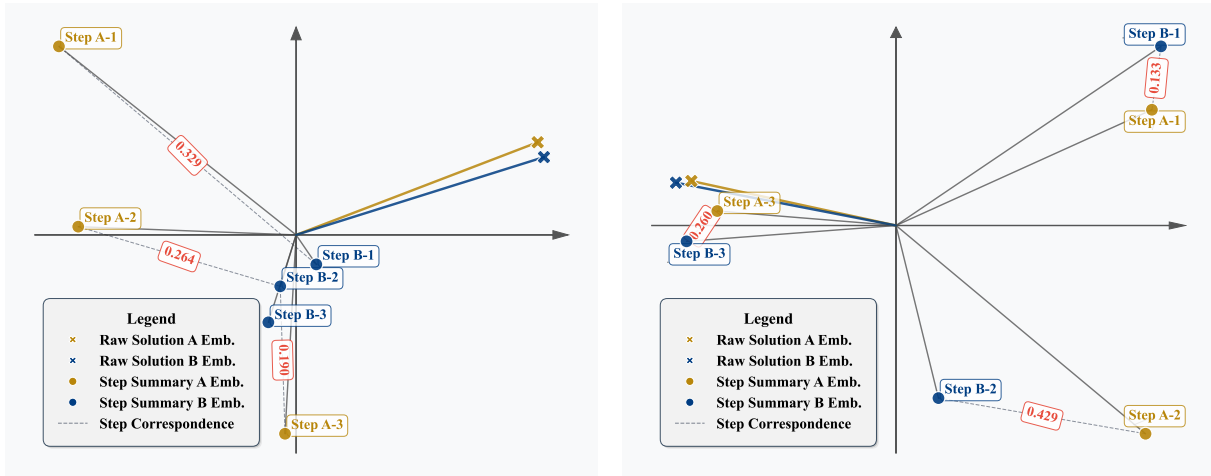 Step A-1
0.329
Step A-2
0.264
Step B-1
Step B-2
Step B-3
0.190
Step A-3
Legend
Raw Solution A Emb.
Raw Solution B Emb.
Step Summary A Emb.
Step Summary B Emb.
Step Correspondence
Step B-1
0.133
Step A-1
Step A-3
0.260
Step B-3
Step B-2
0.429
Step A-2
Legend
Raw Solution A Emb.
Raw Solution B Emb.
Step Summary A Emb.
Step Summary B Emb.
Step Correspondence